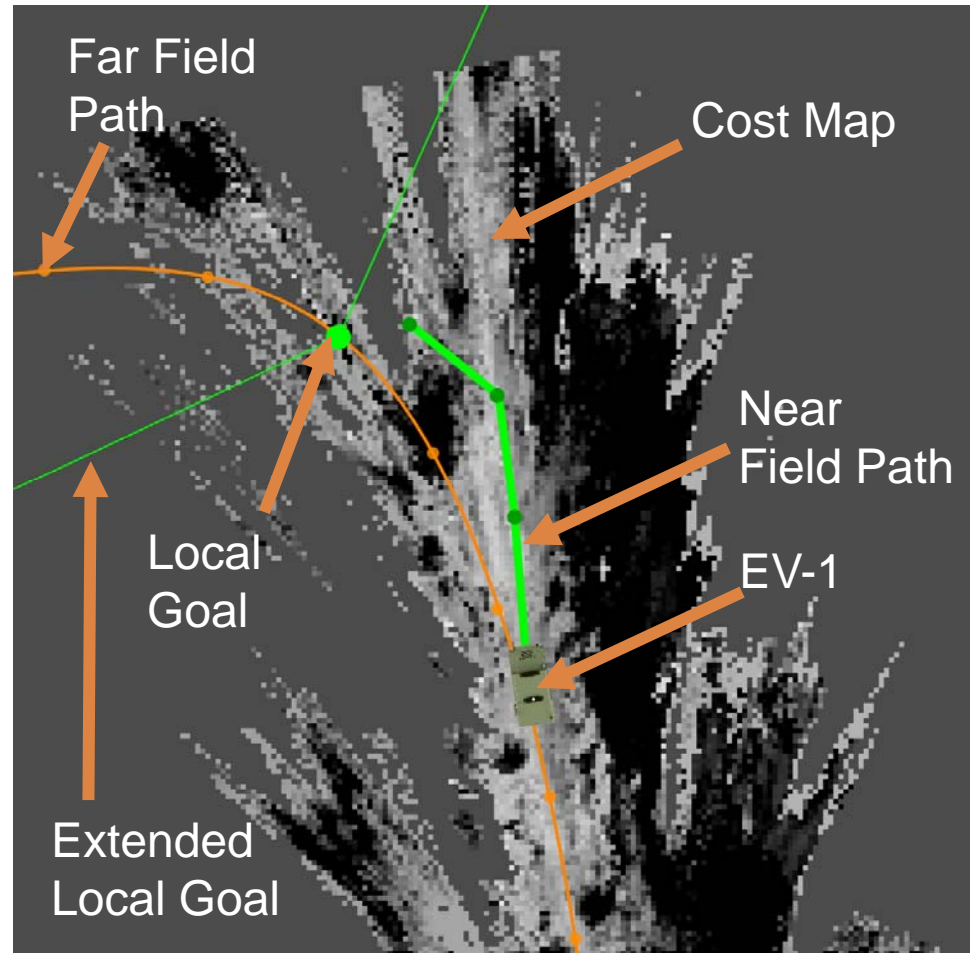 Far Field
Path
Cost Map
Near
Field Path
EV-1
Local
Goal
Extended
Local Goal